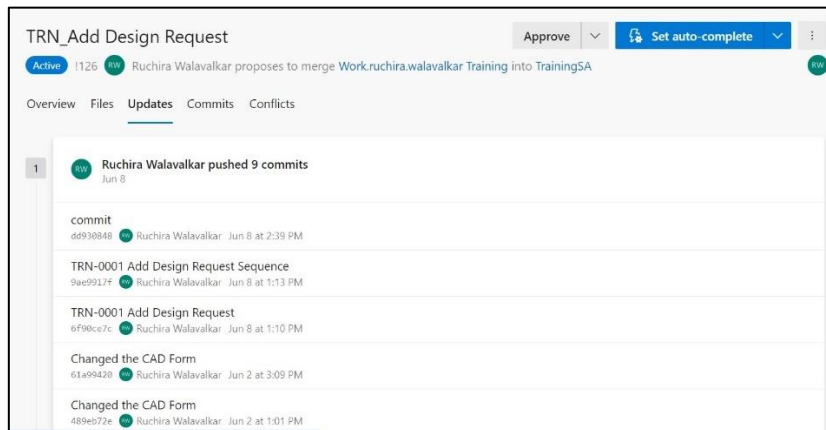 TRN_Add Design Request
Approve
Set auto-complete
Active !126 RW Ruchira Walavalkar proposes to merge Work.ruchira.walavalkar Training into TrainingSA
RW
Overview Files Updates Commits Conflicts
1
RW Ruchira Walavalkar pushed 9 commits
Jun 8
commit
dd930848 RW Ruchira Walavalkar Jun 8 at 2:39 PM
TRN-0001 Add Design Request Sequence
9ae9917f RW Ruchira Walavalkar Jun 8 at 1:13 PM
TRN-0001 Add Design Request
6f90ce7c RW Ruchira Walavalkar Jun 8 at 1:10 PM
Changed the CAD Form
61a99420 RW Ruchira Walavalkar Jun 2 at 3:09 PM
Changed the CAD Form
489eb72e RW Ruchira Walavalkar Jun 2 at 1:01 PM